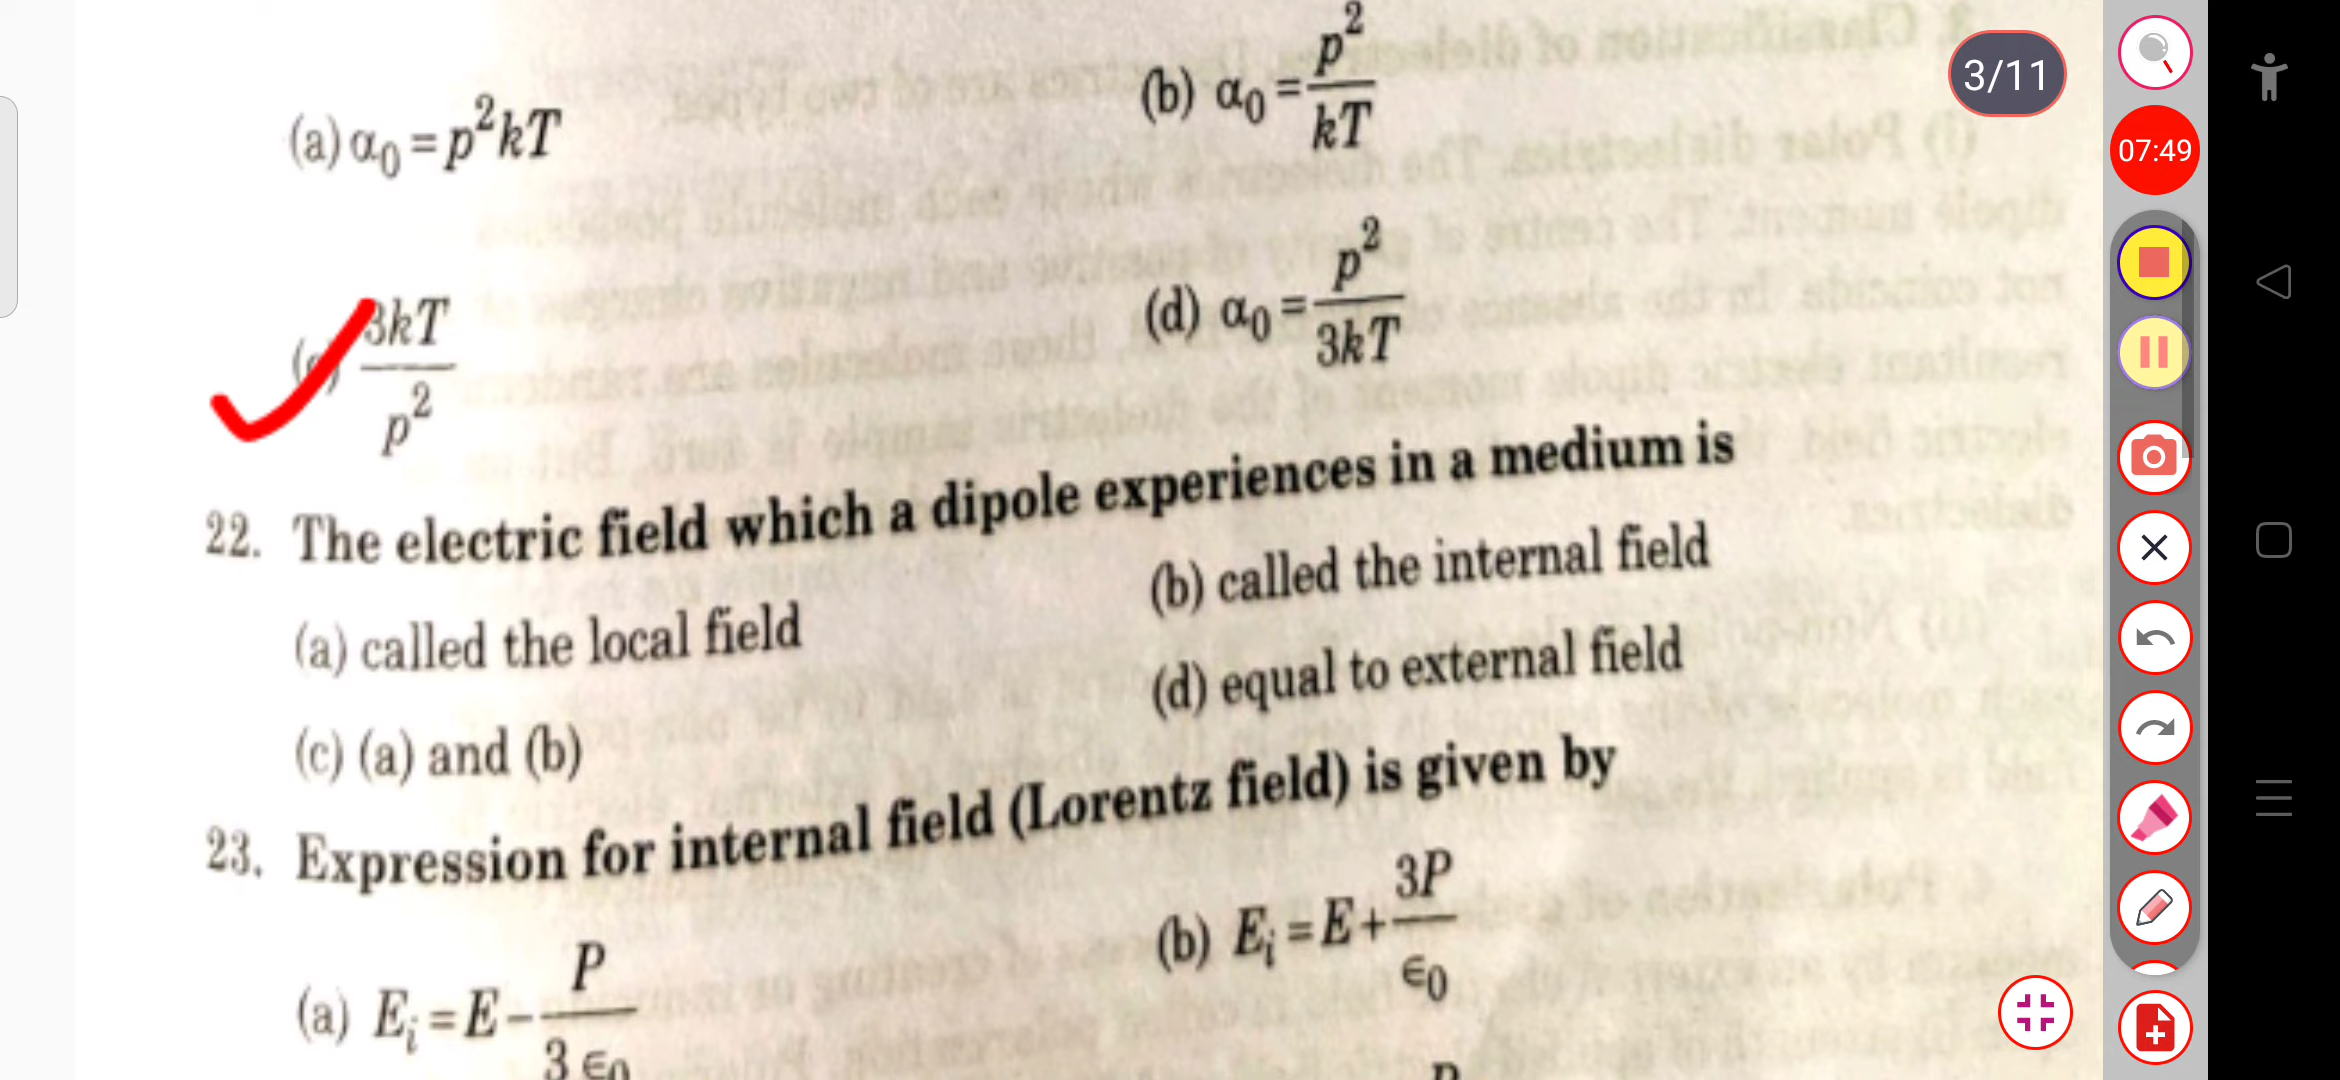 3/11
07:49
(a) α₀ = p²kT
(b) α₀ = p²/kT
3kT/p²
(d) α₀ = p²/3kT
22. The electric field which a dipole experiences in a medium is
(a) called the local field
(b) called the internal field
(c) (a) and (b)
(d) equal to external field
23. Expression for internal field (Lorentz field) is given by
(a) Eᵢ = E − P/3 ∈₀
(b) Eᵢ = E + 3P/∈₀